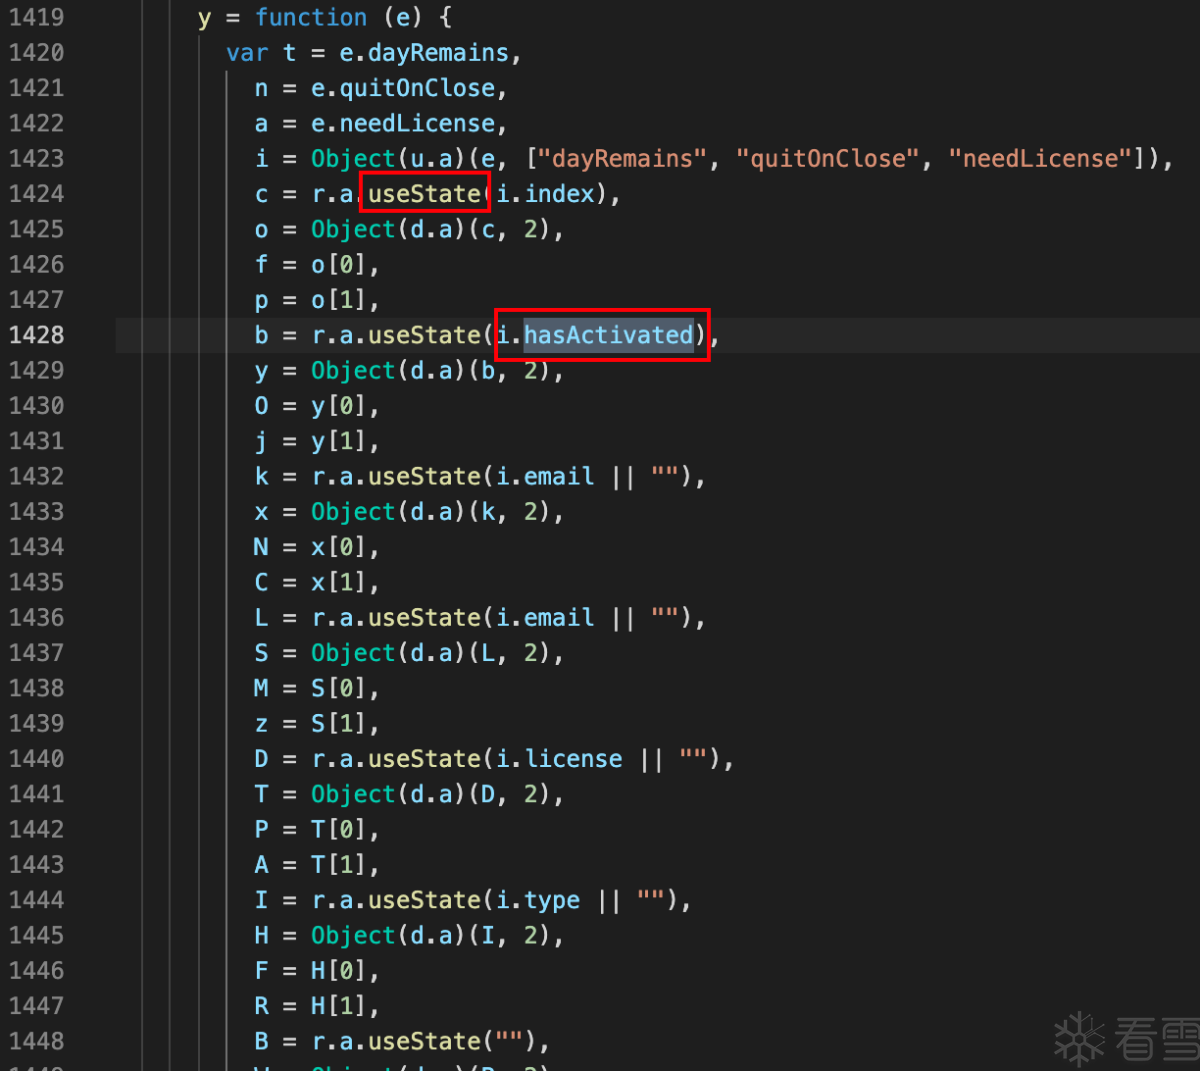 1419 y = function (e) {
1420 var t = e.dayRemains,
1421 n = e.quitOnClose,
1422 a = e.needLicense,
1423 i = Object(u.a)(e, ["dayRemains", "quitOnClose", "needLicense"]),
1424 c = r.a.useState(i.index),
1425 o = Object(d.a)(c, 2),
1426 f = o[0],
1427 p = o[1],
1428 b = r.a.useState(i.hasActivated),
1429 y = Object(d.a)(b, 2),
1430 O = y[0],
1431 j = y[1],
1432 k = r.a.useState(i.email || ""),
1433 x = Object(d.a)(k, 2),
1434 N = x[0],
1435 C = x[1],
1436 L = r.a.useState(i.email || ""),
1437 S = Object(d.a)(L, 2),
1438 M = S[0],
1439 z = S[1],
1440 D = r.a.useState(i.license || ""),
1441 T = Object(d.a)(D, 2),
1442 P = T[0],
1443 A = T[1],
1444 I = r.a.useState(i.type || ""),
1445 H = Object(d.a)(I, 2),
1446 F = H[0],
1447 R = H[1],
1448 B = r.a.useState(""),
看雪